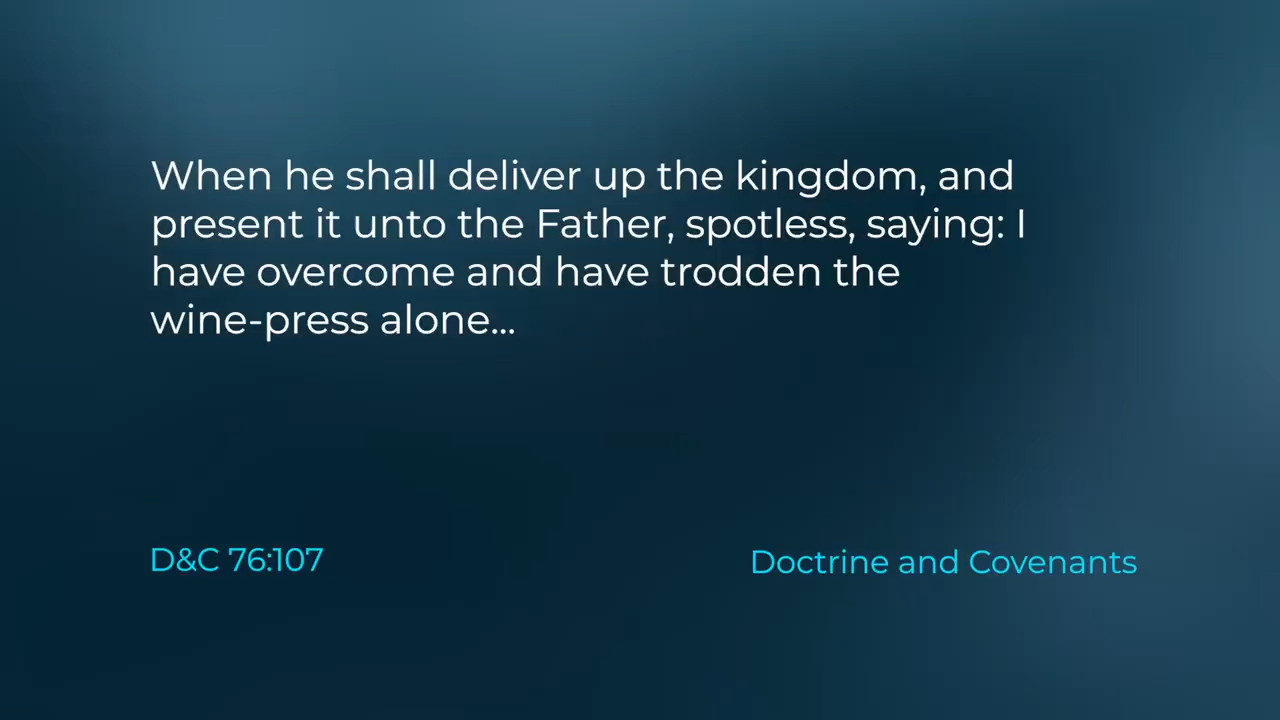 When he shall deliver up the kingdom, and
present it unto the Father, spotless, saying: I
have overcome and have trodden the
wine-press alone...
D&C 76:107
Doctrine and Covenants